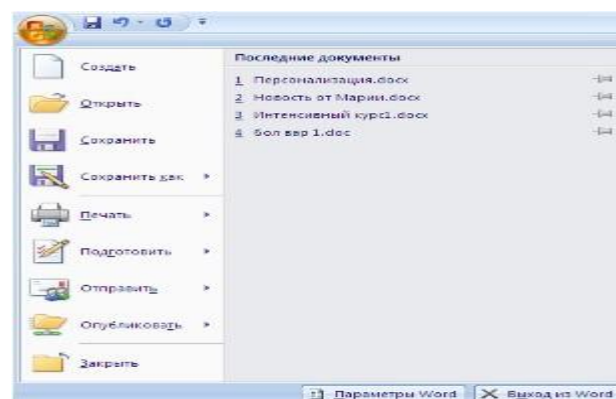 Создать
Открыть
Сохранить
Сохранить как
Печать
Подготовить
Отправить
Опубликовать
Закрыть
Последние документы
1 Персонализация.docx
2 Новость от Марии.docx
3 Интенсивный курс1.docx
4 бол ввр 1.doc
Параметры Word
Выход из Word